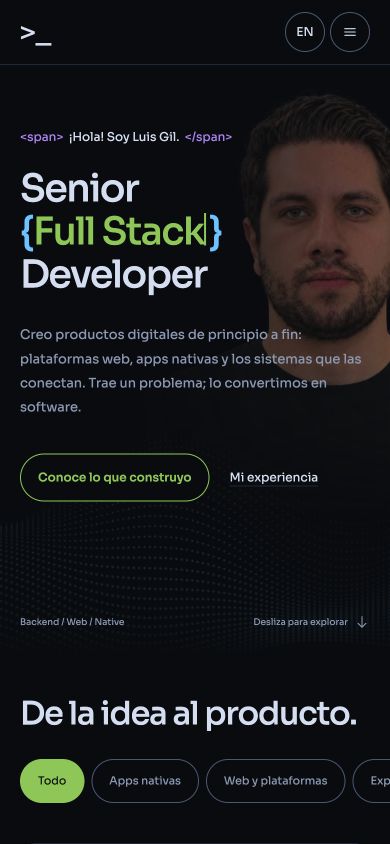 >_
EN
<span> ¡Hola! Soy Luis Gil. </span>
Senior
{Full Stack}
Developer
Creo productos digitales de principio a fin:
plataformas web, apps nativas y los sistemas que las
conectan. Trae un problema; lo convertimos en
software.
Conoce lo que construyo
Mi experiencia
Backend / Web / Native
Desliza para explorar ↓
De la idea al producto.
Todo
Apps nativas
Web y plataformas
Exp